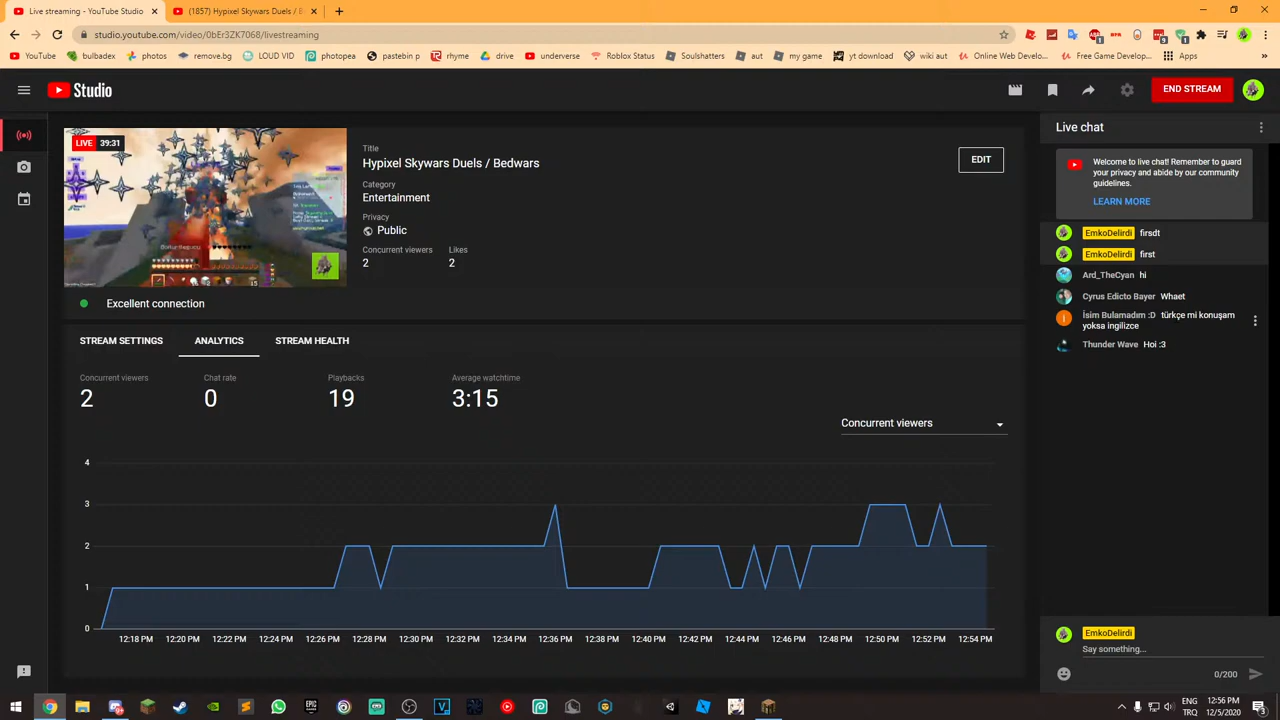 Live streaming - YouTube Studio
(1857) Hypixel Skywars Duels / B
studio.youtube.com/video/0bEr3ZK7068/livestreaming
YouTube bulbadex photos remove.bg LOUD VID photopea pastebin p rhyme drive underverse Roblox Status Soulshatters aut my game yt download wiki aut Online Web Develo... Free Game Develop... Apps
Studio
END STREAM
LIVE 39:31
Title
Hypixel Skywars Duels / Bedwars
EDIT
Category
Entertainment
Privacy
Public
Concurrent viewers Likes
2 2
Excellent connection
STREAM SETTINGS ANALYTICS STREAM HEALTH
Concurrent viewers Chat rate Playbacks Average watchtime
2 0 19 3:15
Concurrent viewers
4
3
2
1
0
12:18 PM 12:20 PM 12:22 PM 12:24 PM 12:26 PM 12:28 PM 12:30 PM 12:32 PM 12:34 PM 12:36 PM 12:38 PM 12:40 PM 12:42 PM 12:44 PM 12:46 PM 12:48 PM 12:50 PM 12:52 PM 12:54 PM
Live chat
Welcome to live chat! Remember to guard
your privacy and abide by our community
guidelines.
LEARN MORE
EmkoDelirdi firsdt
EmkoDelirdi first
Ard_TheCyan hi
Cyrus Edicto Bayer Whaet
İsim Bulamadım :D türkçe mi konuşam
yoksa ingilizce
Thunder Wave Hoi :3
EmkoDelirdi
Say something...
0/200
ENG
TRQ
12:56 PM
12/5/2020